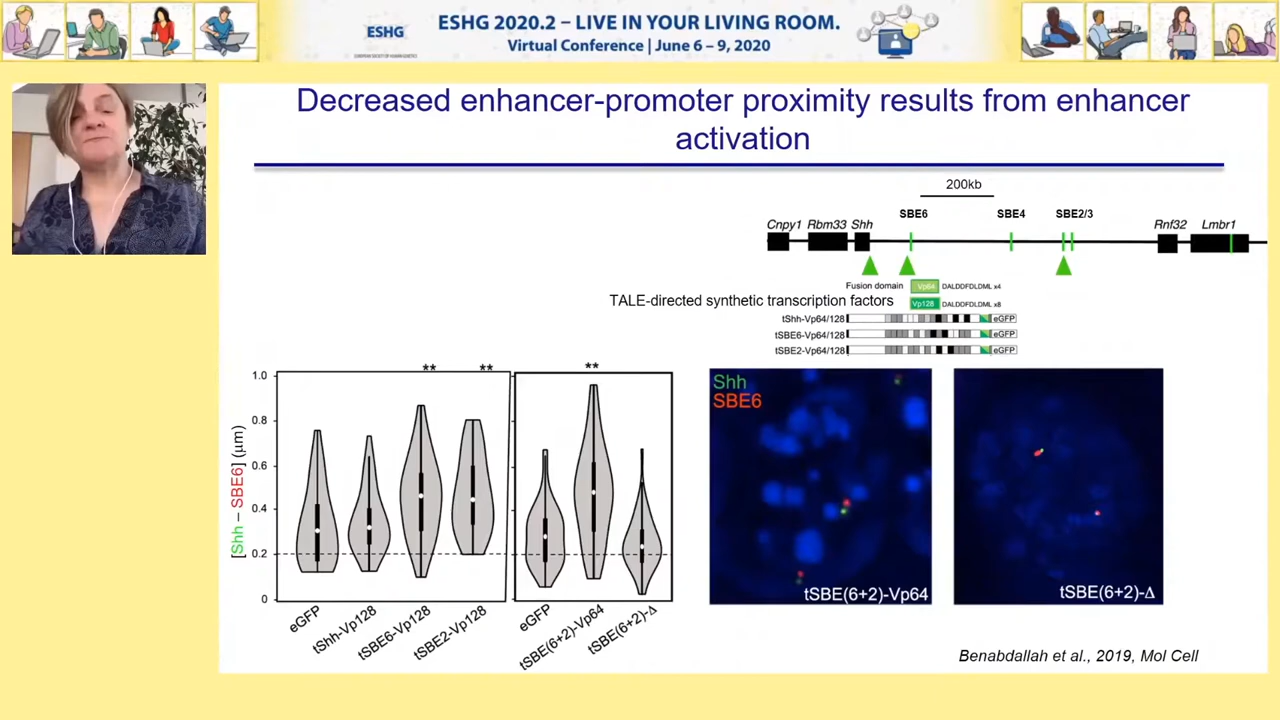 ESHG 2020.2 – LIVE IN YOUR LIVING ROOM.
ESHG
Virtual Conference | June 6 – 9, 2020
Decreased enhancer-promoter proximity results from enhancer
activation
200kb
SBE6 SBE4 SBE2/3
Cnpy1 Rbm33 Shh Rnf32 Lmbr1
Fusion domain Vp64 DALDDFDLDML x4
TALE-directed synthetic transcription factors Vp128 DALDDFDLDML x8
tShh-Vp64/128 eGFP
tSBE6-Vp64/128 eGFP
tSBE2-Vp64/128 eGFP
** ** **
[Shh – SBE6] (µm)
1.0
0.8
0.6
0.4
0.2
0
eGFP
tShh-Vp128
tSBE6-Vp128
tSBE2-Vp128
eGFP
tSBE(6+2)-Vp64
tSBE(6+2)-Δ
Shh
SBE6
tSBE(6+2)-Vp64
tSBE(6+2)-Δ
Benabdallah et al., 2019, Mol Cell